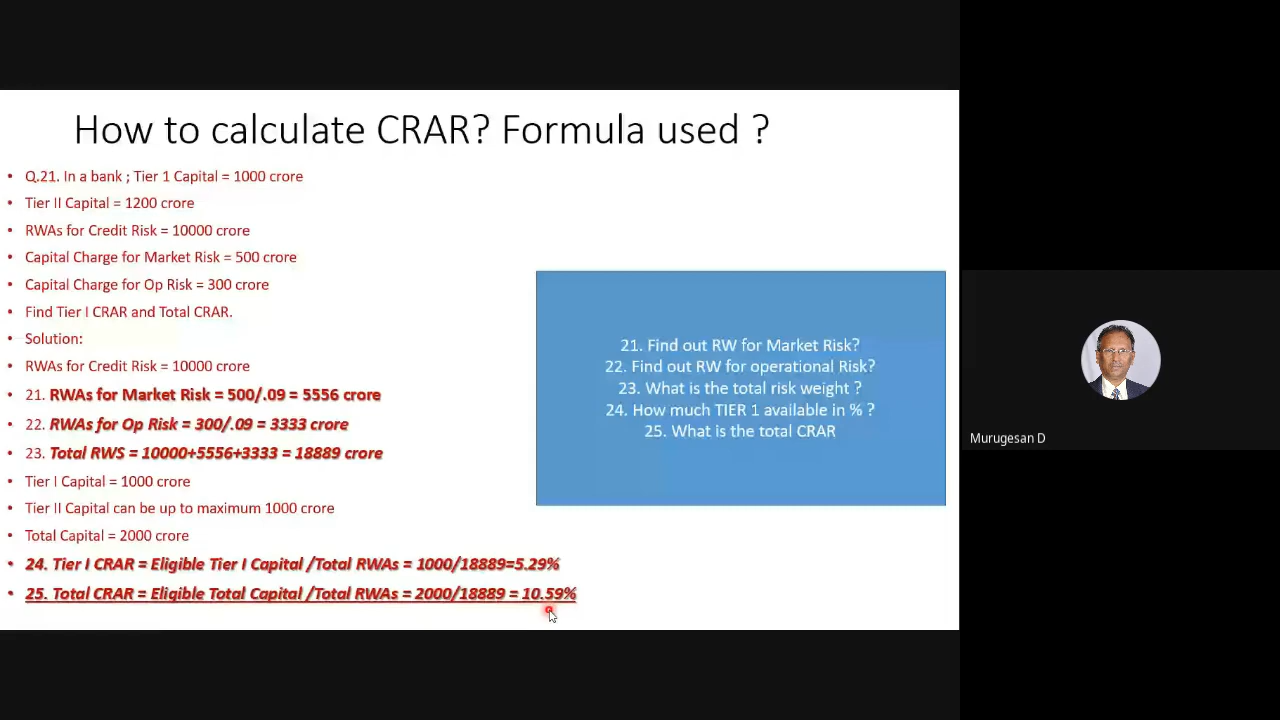 How to calculate CRAR? Formula used ?
• Q.21. In a bank ; Tier 1 Capital = 1000 crore
• Tier II Capital = 1200 crore
• RWAs for Credit Risk = 10000 crore
• Capital Charge for Market Risk = 500 crore
• Capital Charge for Op Risk = 300 crore
• Find Tier I CRAR and Total CRAR.
• Solution:
• RWAs for Credit Risk = 10000 crore
• 21. RWAs for Market Risk = 500/.09 = 5556 crore
• 22. RWAs for Op Risk = 300/.09 = 3333 crore
• 23. Total RWS = 10000+5556+3333 = 18889 crore
• Tier I Capital = 1000 crore
• Tier II Capital can be up to maximum 1000 crore
• Total Capital = 2000 crore
• 24. Tier I CRAR = Eligible Tier I Capital /Total RWAs = 1000/18889=5.29%
• 25. Total CRAR = Eligible Total Capital /Total RWAs = 2000/18889 = 10.59%
21. Find out RW for Market Risk?
22. Find out RW for operational Risk?
23. What is the total risk weight ?
24. How much TIER 1 available in % ?
25. What is the total CRAR
Murugesan D